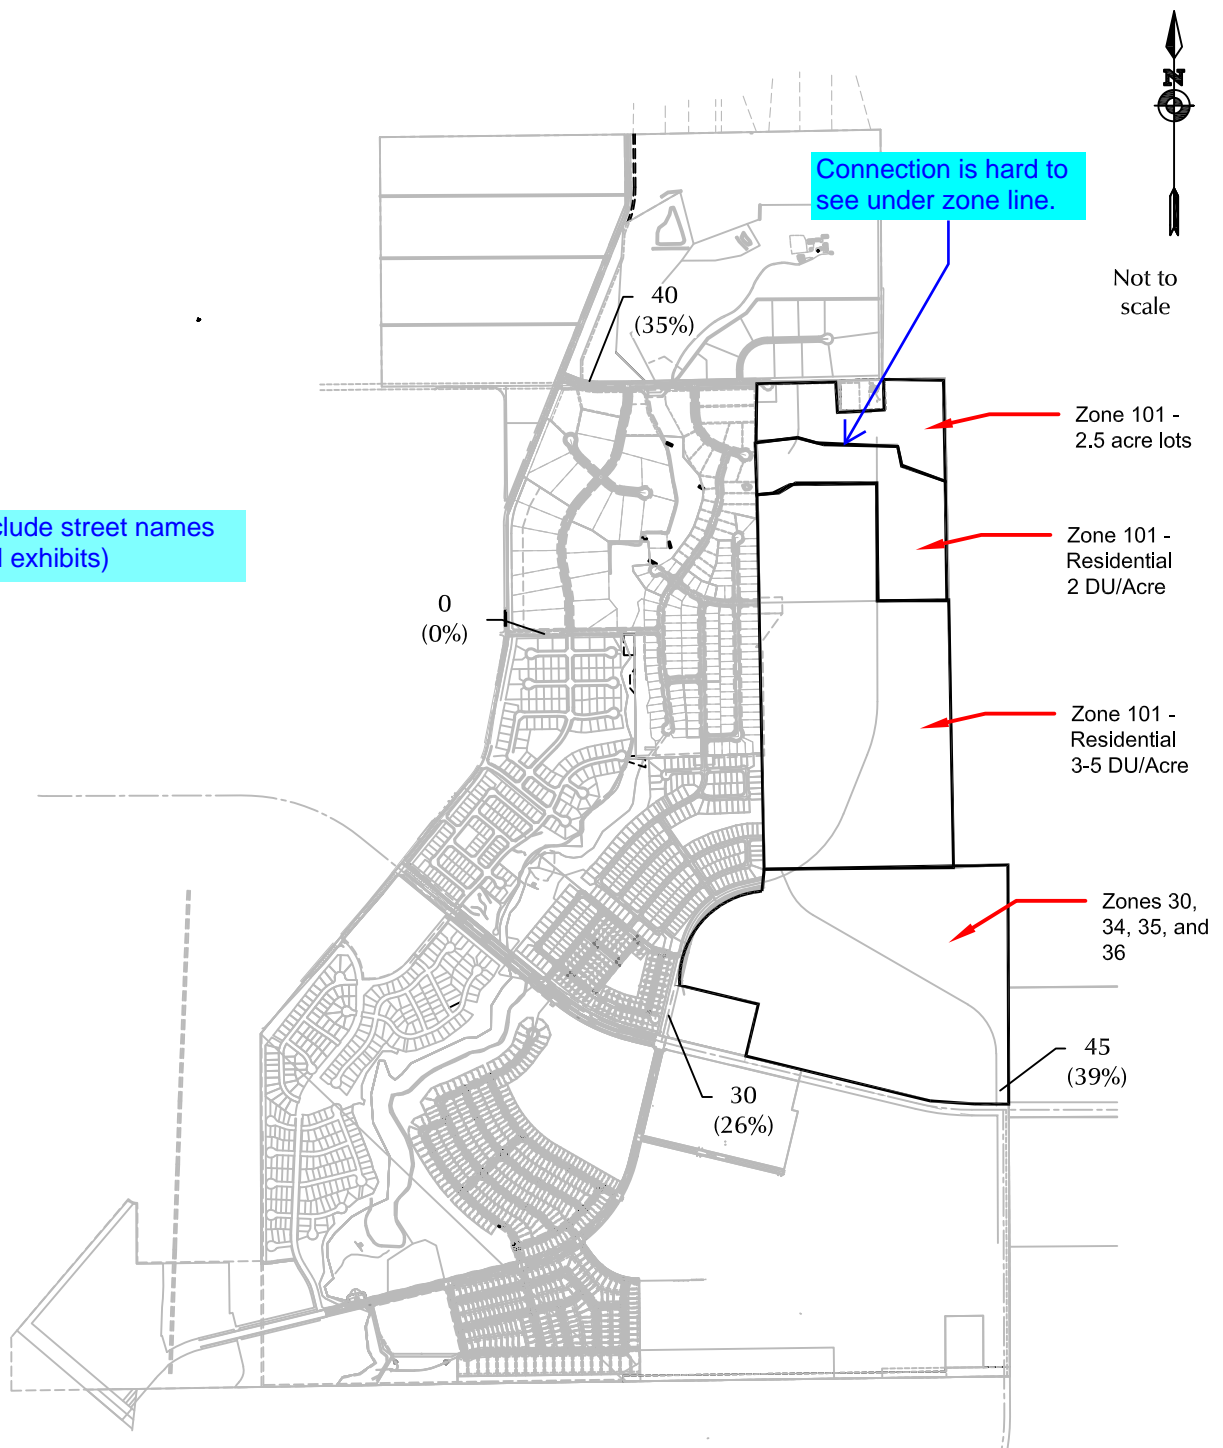 N
Connection is hard to
see under zone line.
Not to
scale
40
(35%)
Zone 101 -
2.5 acre lots
clude street names
l exhibits)
Zone 101 -
Residential
2 DU/Acre
0
(0%)
Zone 101 -
Residential
3-5 DU/Acre
Zones 30,
34, 35, and
36
45
(39%)
30
(26%)